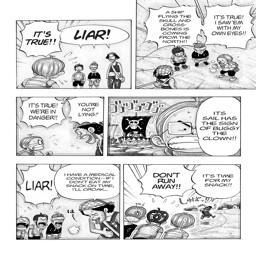 IT'S
TRUE!!
LIAR!
A SHIP
FLYING THE
SKULL AND
CROSS-
BONES IS
COMING
FROM THE
NORTH!!
IT'S TRUE!
I SAW 'EM
WITH MY
OWN EYES!!
IT'S TRUE!
WE'RE IN
DANGER!!
YOU'RE
NOT
LYING?
ITS
SAIL HAS
THE SIGN
OF BUGGY
THE
CLOWN!!
LIAR!
I HAVE A MEDICAL
CONDITION--IF I
DON'T EAT MY
SNACK ON TIME,
I'LL CROAK...
DON'T
RUN
AWAY!!
IT'S TIME
FOR MY
SNACK!!